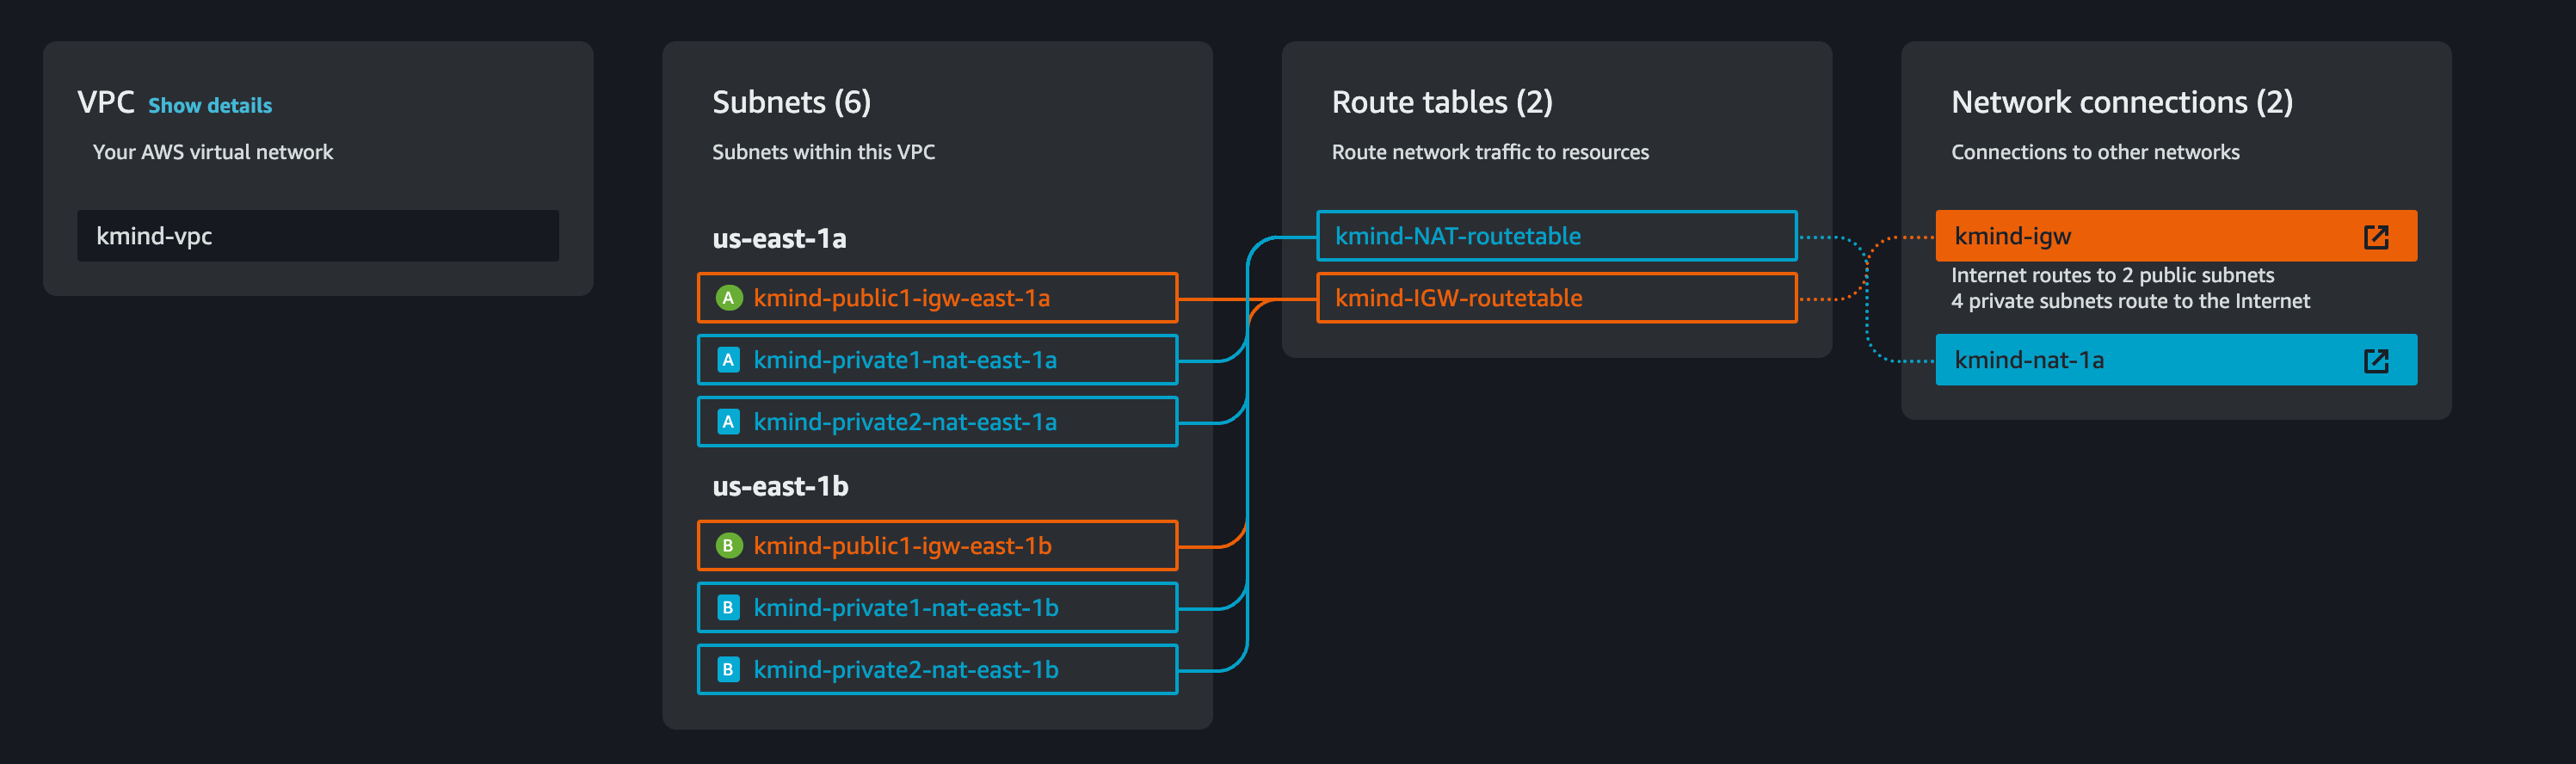 VPC Show details
Your AWS virtual network
kmind-vpc
Subnets (6)
Subnets within this VPC
us-east-1a
A kmind-public1-igw-east-1a
A kmind-private1-nat-east-1a
A kmind-private2-nat-east-1a
us-east-1b
B kmind-public1-igw-east-1b
B kmind-private1-nat-east-1b
B kmind-private2-nat-east-1b
Route tables (2)
Route network traffic to resources
kmind-NAT-routetable
kmind-IGW-routetable
Network connections (2)
Connections to other networks
kmind-igw
Internet routes to 2 public subnets
4 private subnets route to the Internet
kmind-nat-1a